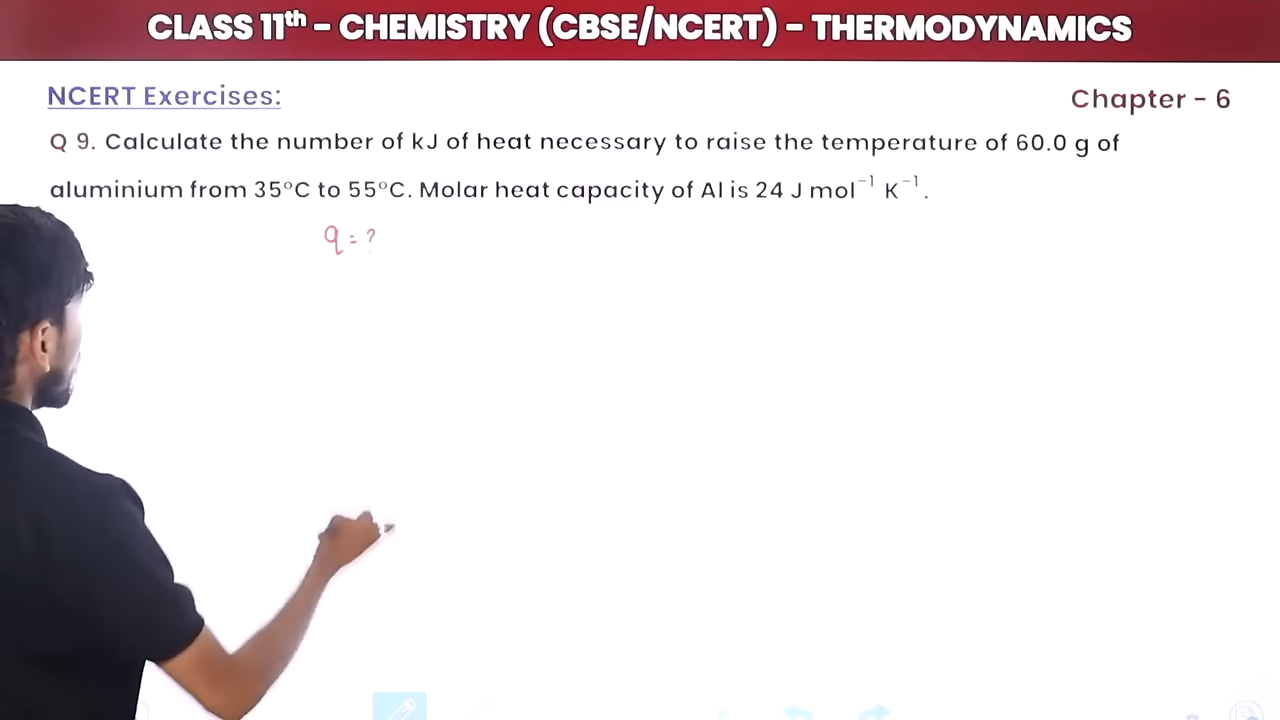 CLASS 11th - CHEMISTRY (CBSE/NCERT) - THERMODYNAMICS
NCERT Exercises:
Chapter - 6
Q 9. Calculate the number of kJ of heat necessary to raise the temperature of 60.0 g of
aluminium from 35°C to 55°C. Molar heat capacity of Al is 24 J mol⁻¹ K⁻¹.
q = ?